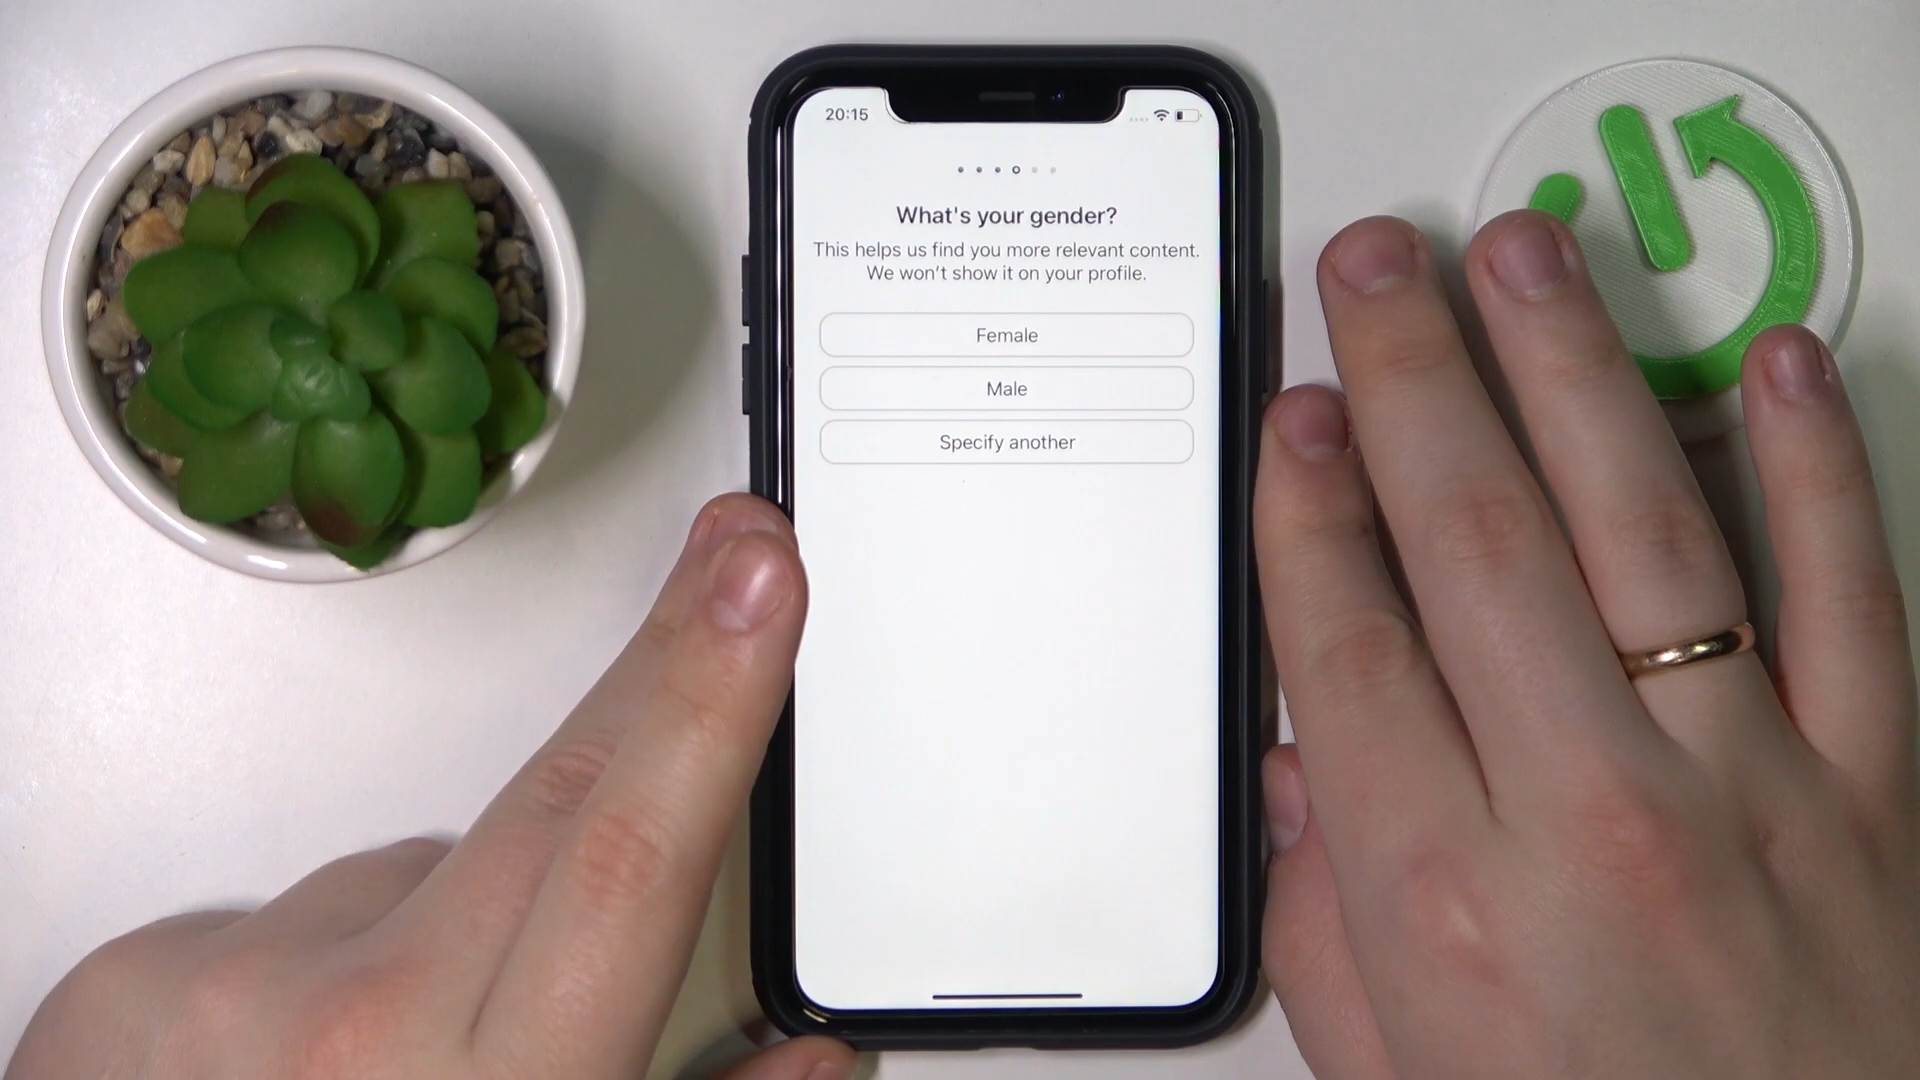 20:15
What's your gender?
This helps us find you more relevant content.
We won't show it on your profile.
Female
Male
Specify another